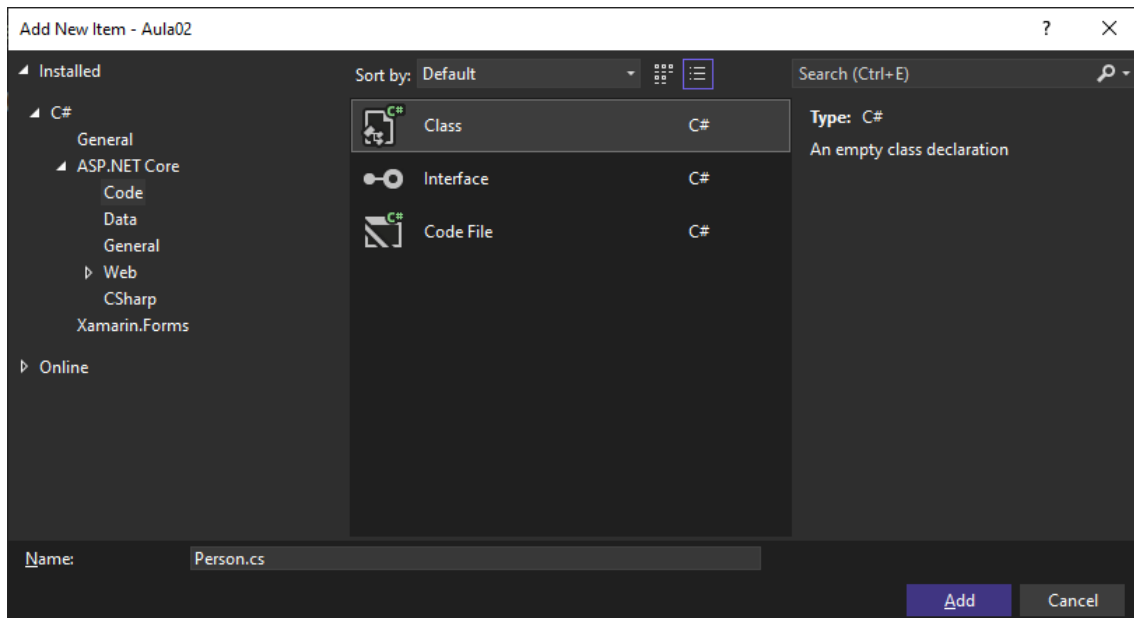 Add New Item - Aula02
?
Installed
C#
General
ASP.NET Core
Code
Data
General
Web
CSharp
Xamarin.Forms
Online
Sort by: Default
C# Class C#
Interface C#
C# Code File C#
Search (Ctrl+E)
Type: C#
An empty class declaration
Name: Person.cs
Add Cancel